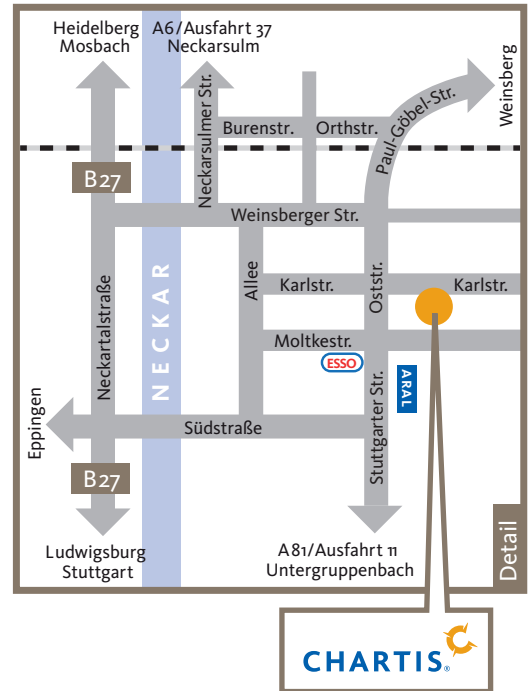 Heidelberg
Mosbach
A6/Ausfahrt 37
Neckarsulm
Weinsberg
Neckarsulmer Str.
Burenstr.
Orthstr.
Paul-Göbel-Str.
B27
Weinsberger Str.
NECKAR
Neckartalstraße
Allee
Karlstr.
Oststr.
Karlstr.
Moltkestr.
ESSO
ARAL
Stuttgarter Str.
Eppingen
Südstraße
B27
Ludwigsburg
Stuttgart
A81/Ausfahrt 11
Untergruppenbach
Detail
CHARTIS®